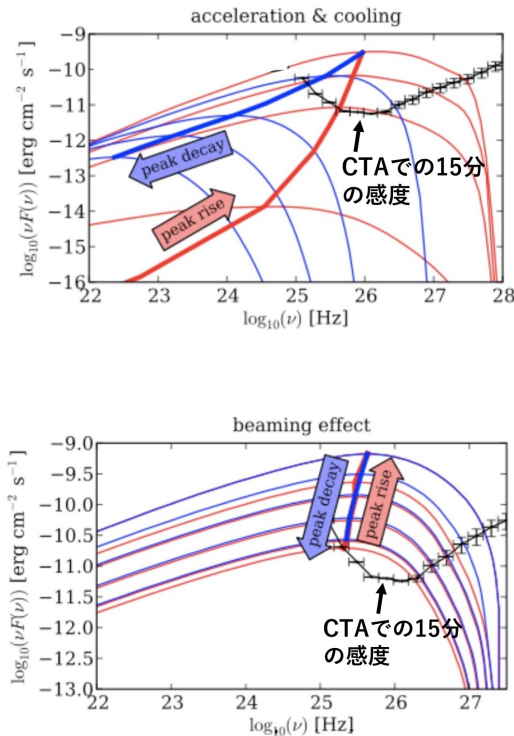 acceleration & cooling
log₁₀(νF(ν)) [erg cm⁻² s⁻¹]
−9
−10
−11
−12
−13
−14
−15
−16
peak decay
peak rise
CTAでの15分
の感度
22 23 24 25 26 27 28
log₁₀(ν) [Hz]
beaming effect
log₁₀(νF(ν)) [erg cm⁻² s⁻¹]
−9.0
−9.5
−10.0
−10.5
−11.0
−11.5
−12.0
−12.5
−13.0
peak decay
peak rise
CTAでの15分
の感度
22 23 24 25 26 27
log₁₀(ν) [Hz]